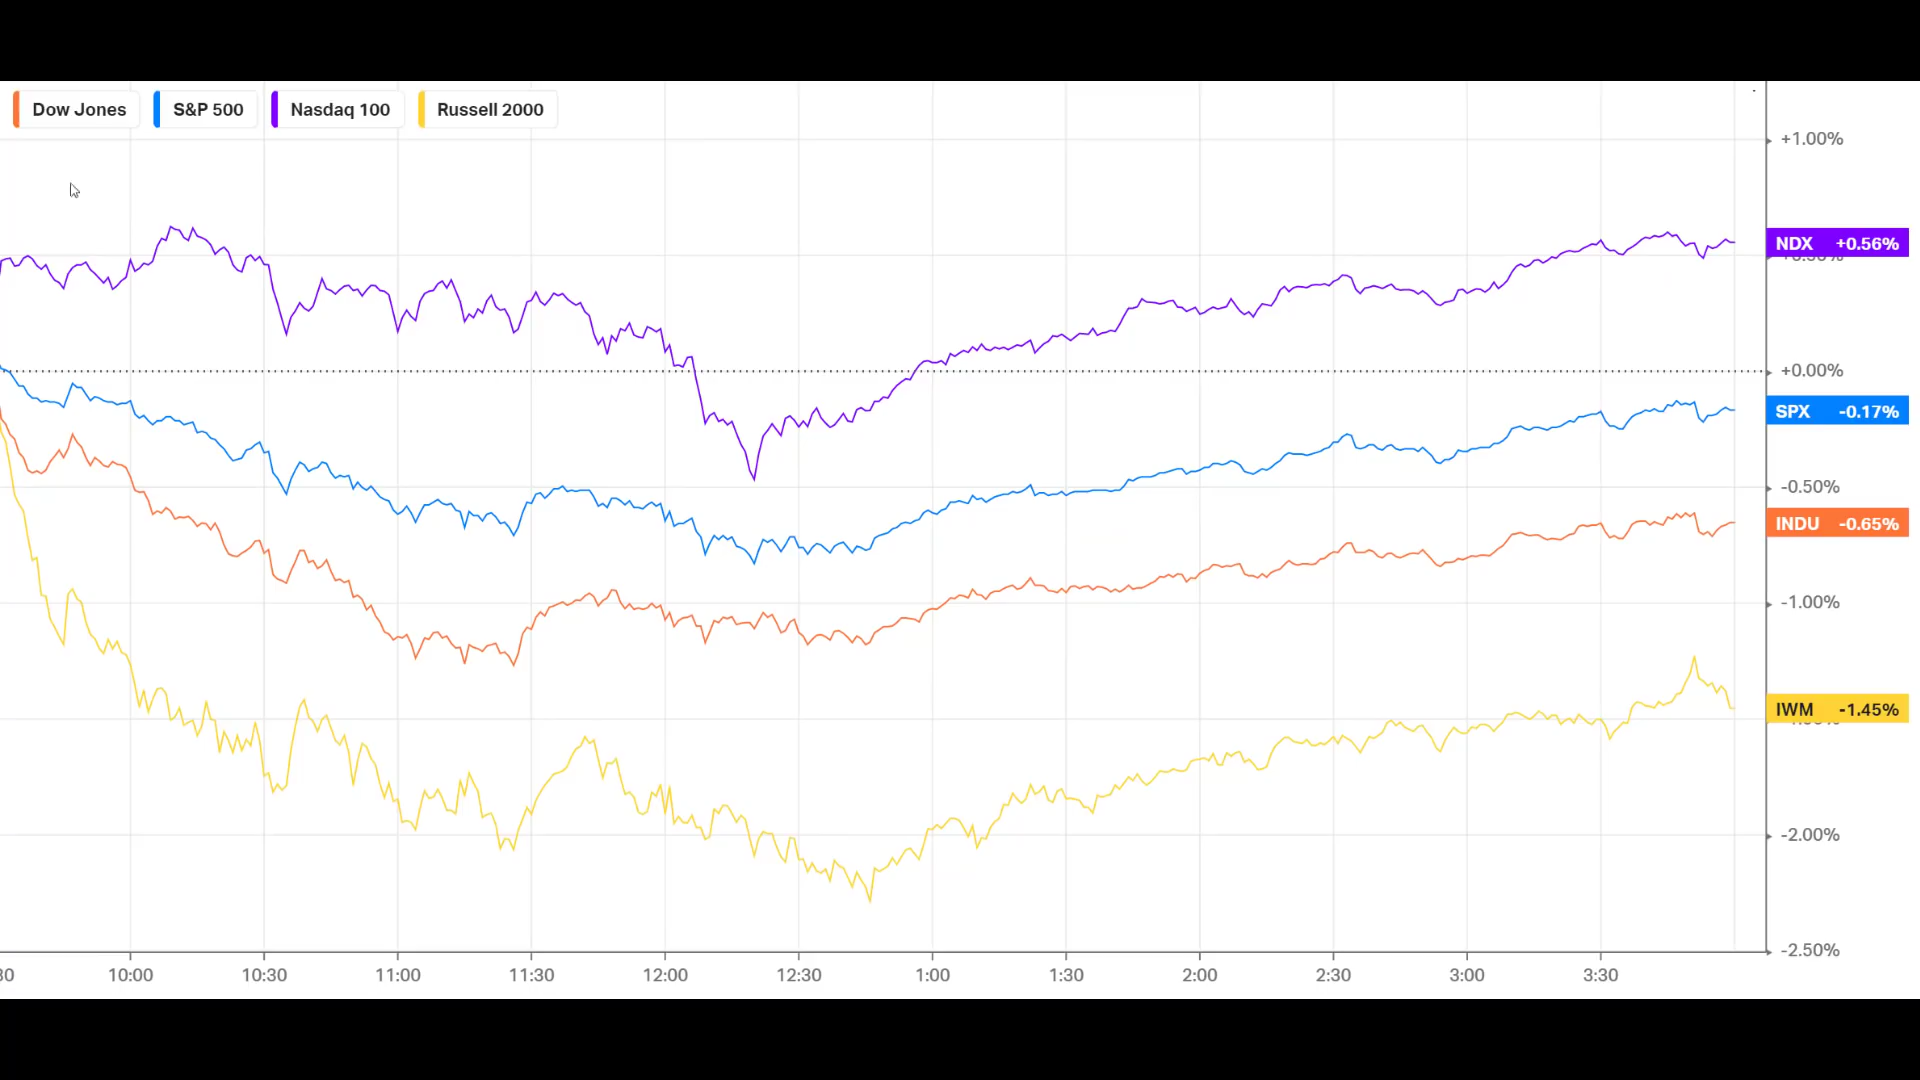 Dow Jones S&P 500 Nasdaq 100 Russell 2000
+1.00%
NDX +0.56%
+0.00%
SPX -0.17%
-0.50%
INDU -0.65%
-1.00%
IWM -1.45%
-2.00%
-2.50%
30 10:00 10:30 11:00 11:30 12:00 12:30 1:00 1:30 2:00 2:30 3:00 3:30